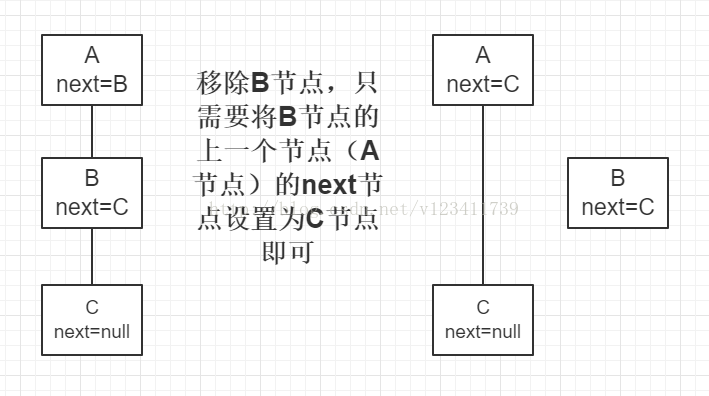 A
next=B
B
next=C
C
next=null
移除B节点，只
需要将B节点的
上一个节点（A
节点）的next节
点设置为C节点
即可
http://blog.csdn.net/v123411739
A
next=C
B
next=C
C
next=null